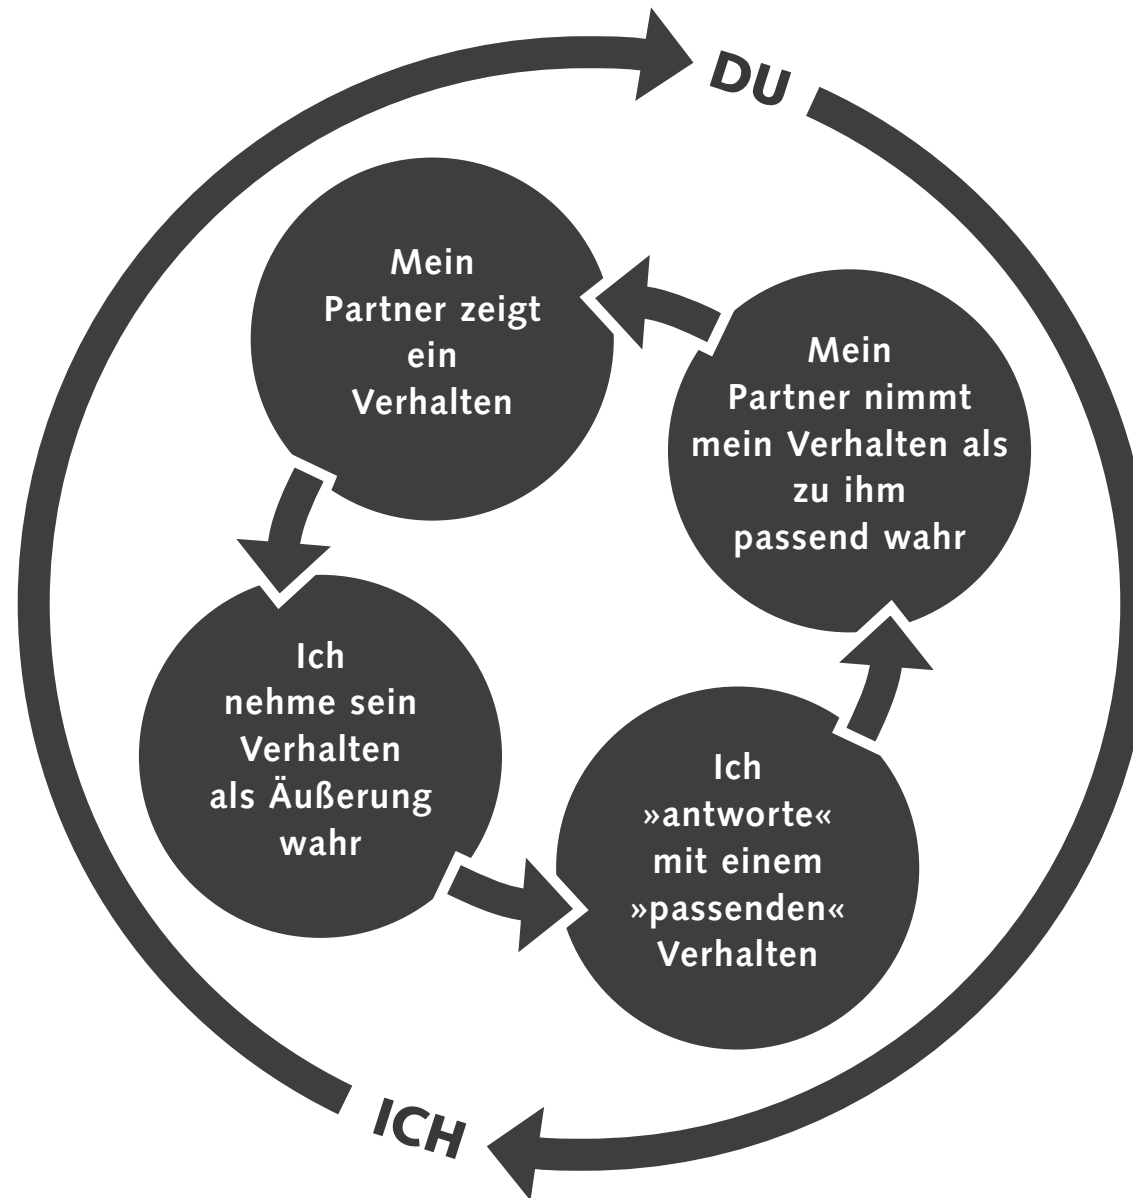 DU
Mein
Partner zeigt
ein
Verhalten
Mein
Partner nimmt
mein Verhalten als
zu ihm
passend wahr
Ich
nehme sein
Verhalten
als Äußerung
wahr
Ich
»antworte«
mit einem
»passenden«
Verhalten
ICH